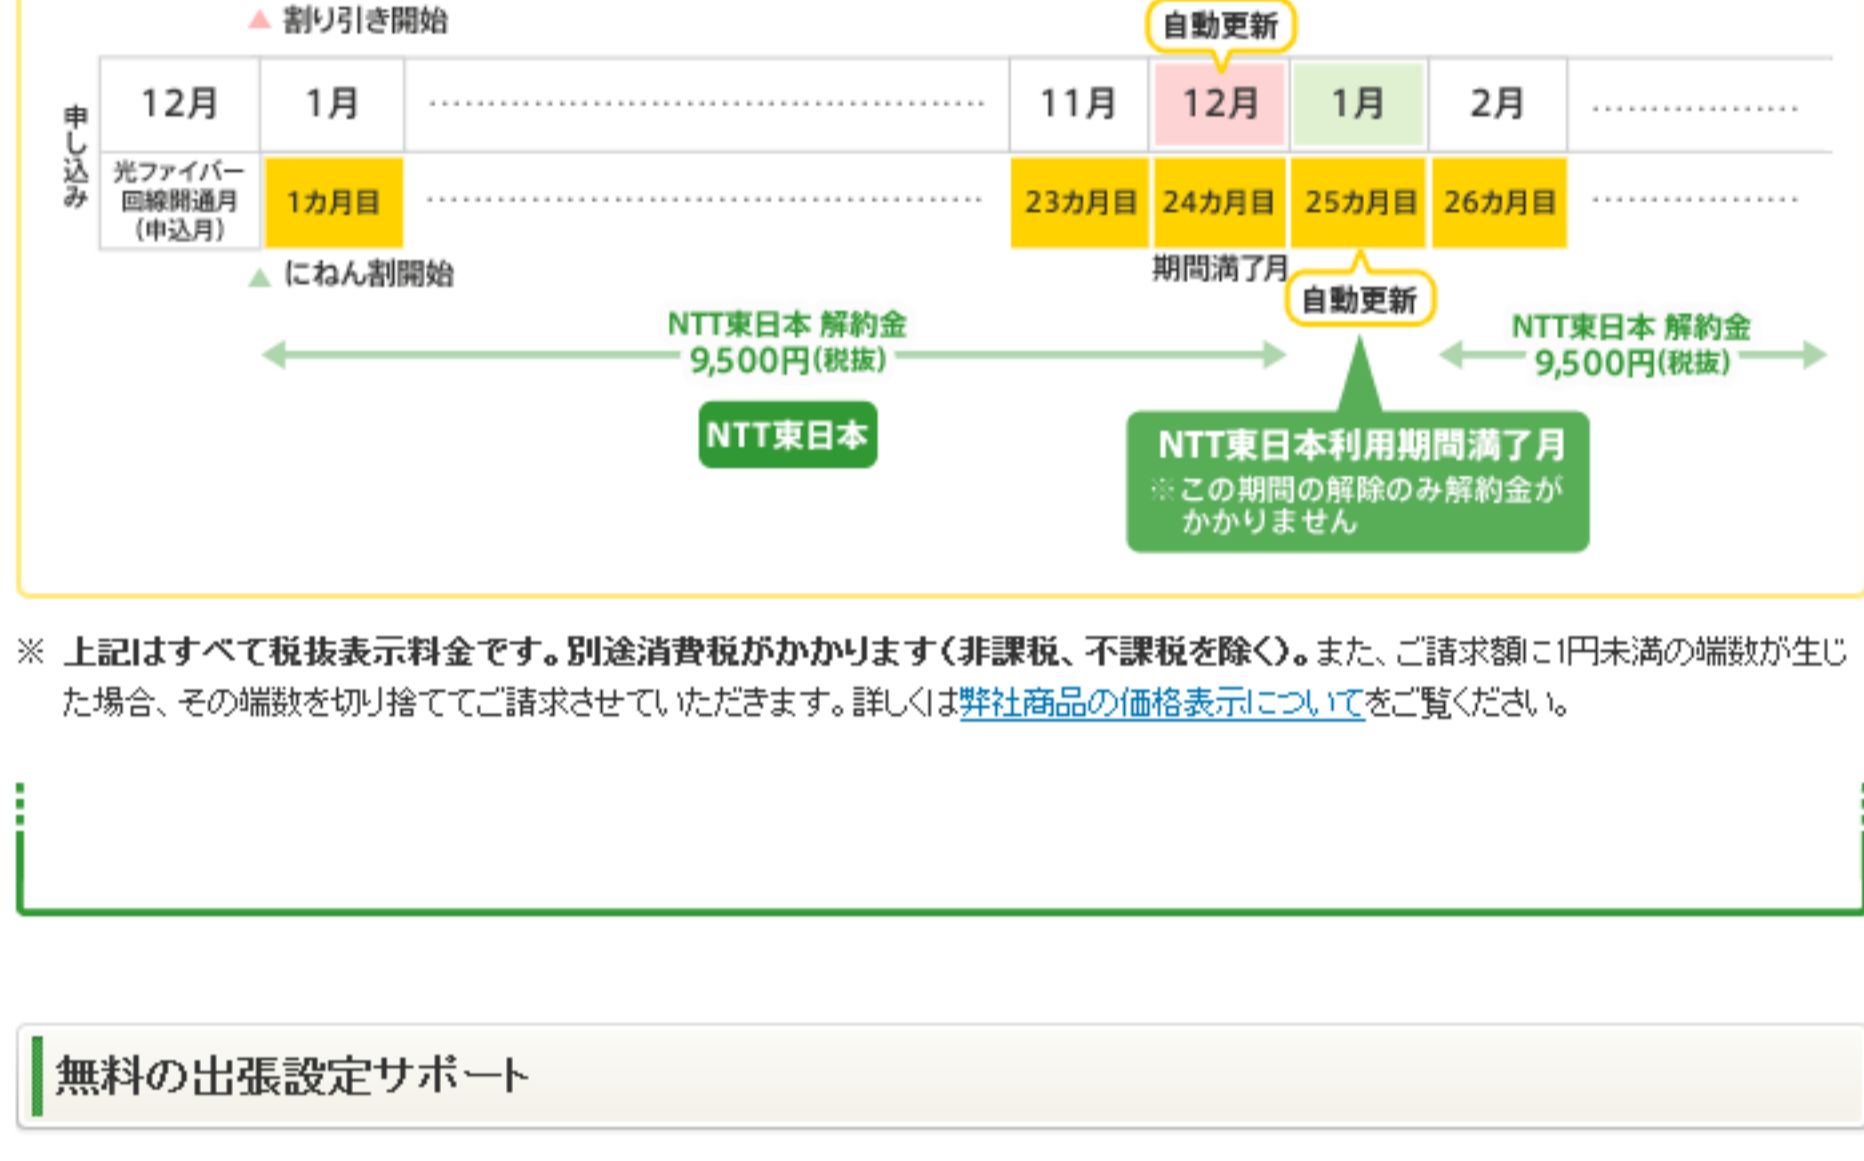 ▲ 割り引き開始
自動更新
申し込み
12月 1月 11月 12月 1月 2月
光ファイバー
回線開通月
（申込月）
1カ月目 23カ月目 24カ月目 25カ月目 26カ月目
▲ にねん割開始
期間満了月
自動更新
NTT東日本 解約金
9,500円(税抜)
NTT東日本 解約金
9,500円(税抜)
NTT東日本
NTT東日本利用期間満了月
※この期間の解除のみ解約金が
かかりません
※ 上記はすべて税抜表示料金です。別途消費税がかかります（非課税、不課税を除く）。また、ご請求額に1円未満の端数が生じ
た場合、その端数を切り捨ててご請求させていただきます。詳しくは弊社商品の価格表示についてをご覧ください。
無料の出張設定サポート